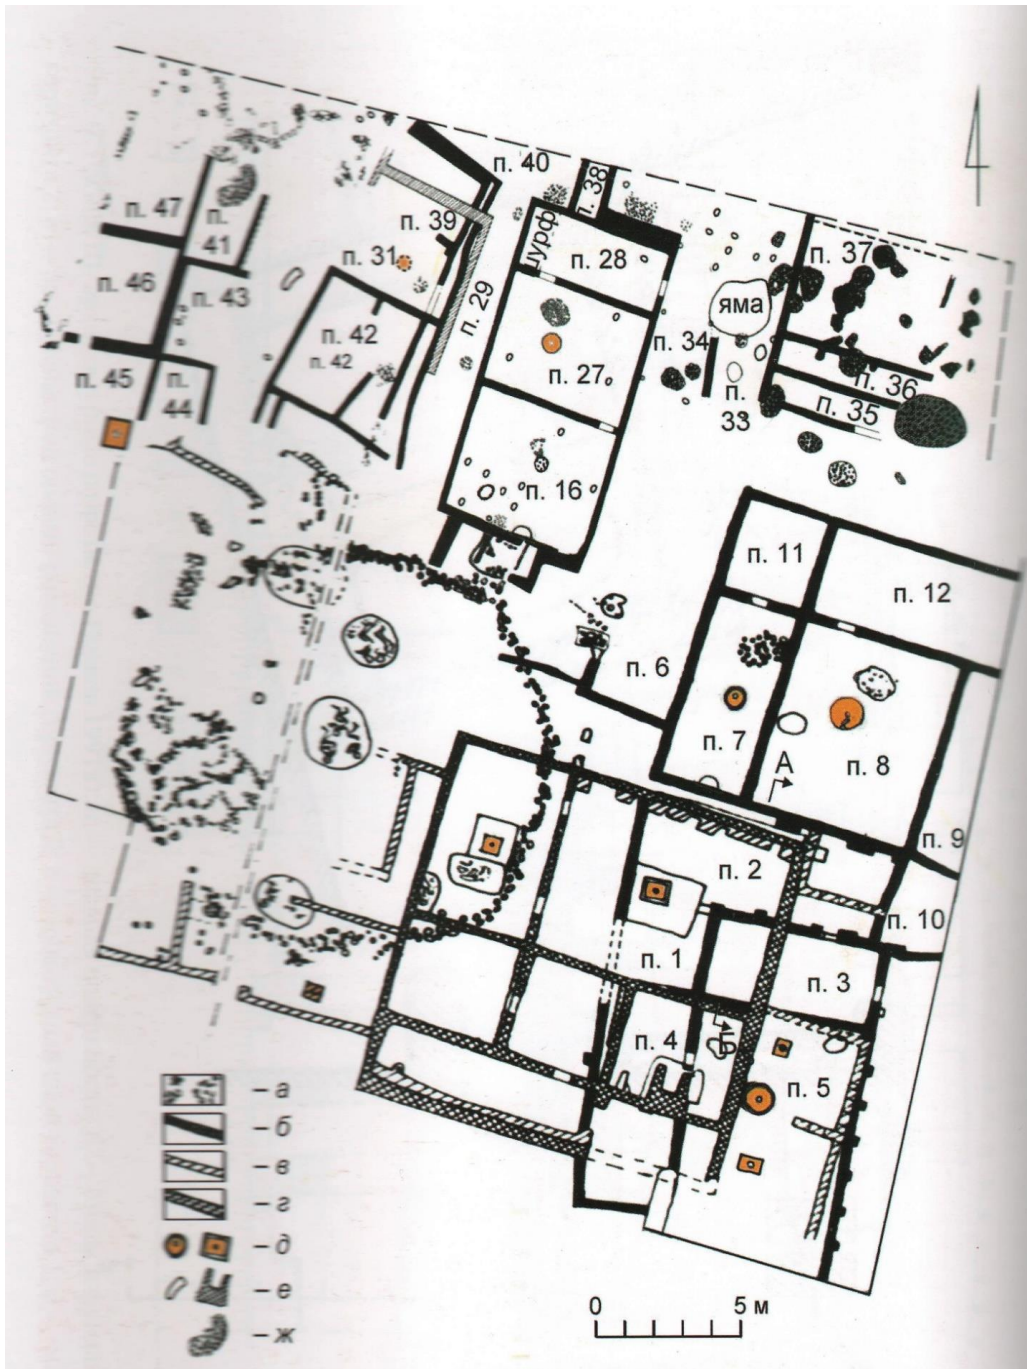 п. 40
п. 38
п. 47
п. 41
п. 39
шурф
п. 37
п. 31
п. 28
п. 46
п. 43
п. 29
яма
п. 42
п. 42
п. 34
п. 27
п. 36
п. 45
п. 44
п. 33
п. 35
п. 16
п. 11
п. 12
п. 6
п. 7
А
п. 8
п. 9
п. 2
п. 10
п. 1
п. 3
п. 4
Б
п. 5
– а
– б
– в
– г
– д
– е
– ж
0 5 м